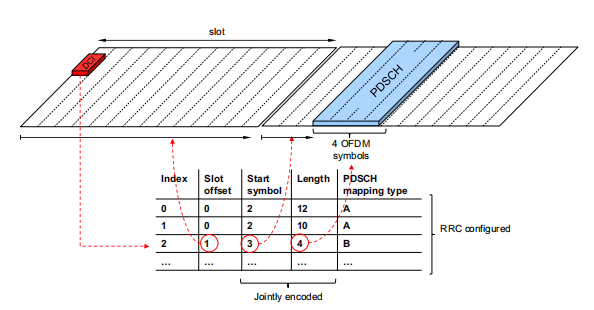 slot
DCI
PDSCH
4 OFDM
symbols
Index Slot offset Start symbol Length PDSCH mapping type
0 0 2 12 A
1 0 2 10 A
2 1 3 4 B
... ... ... ... ...
RRC configured
Jointly encoded